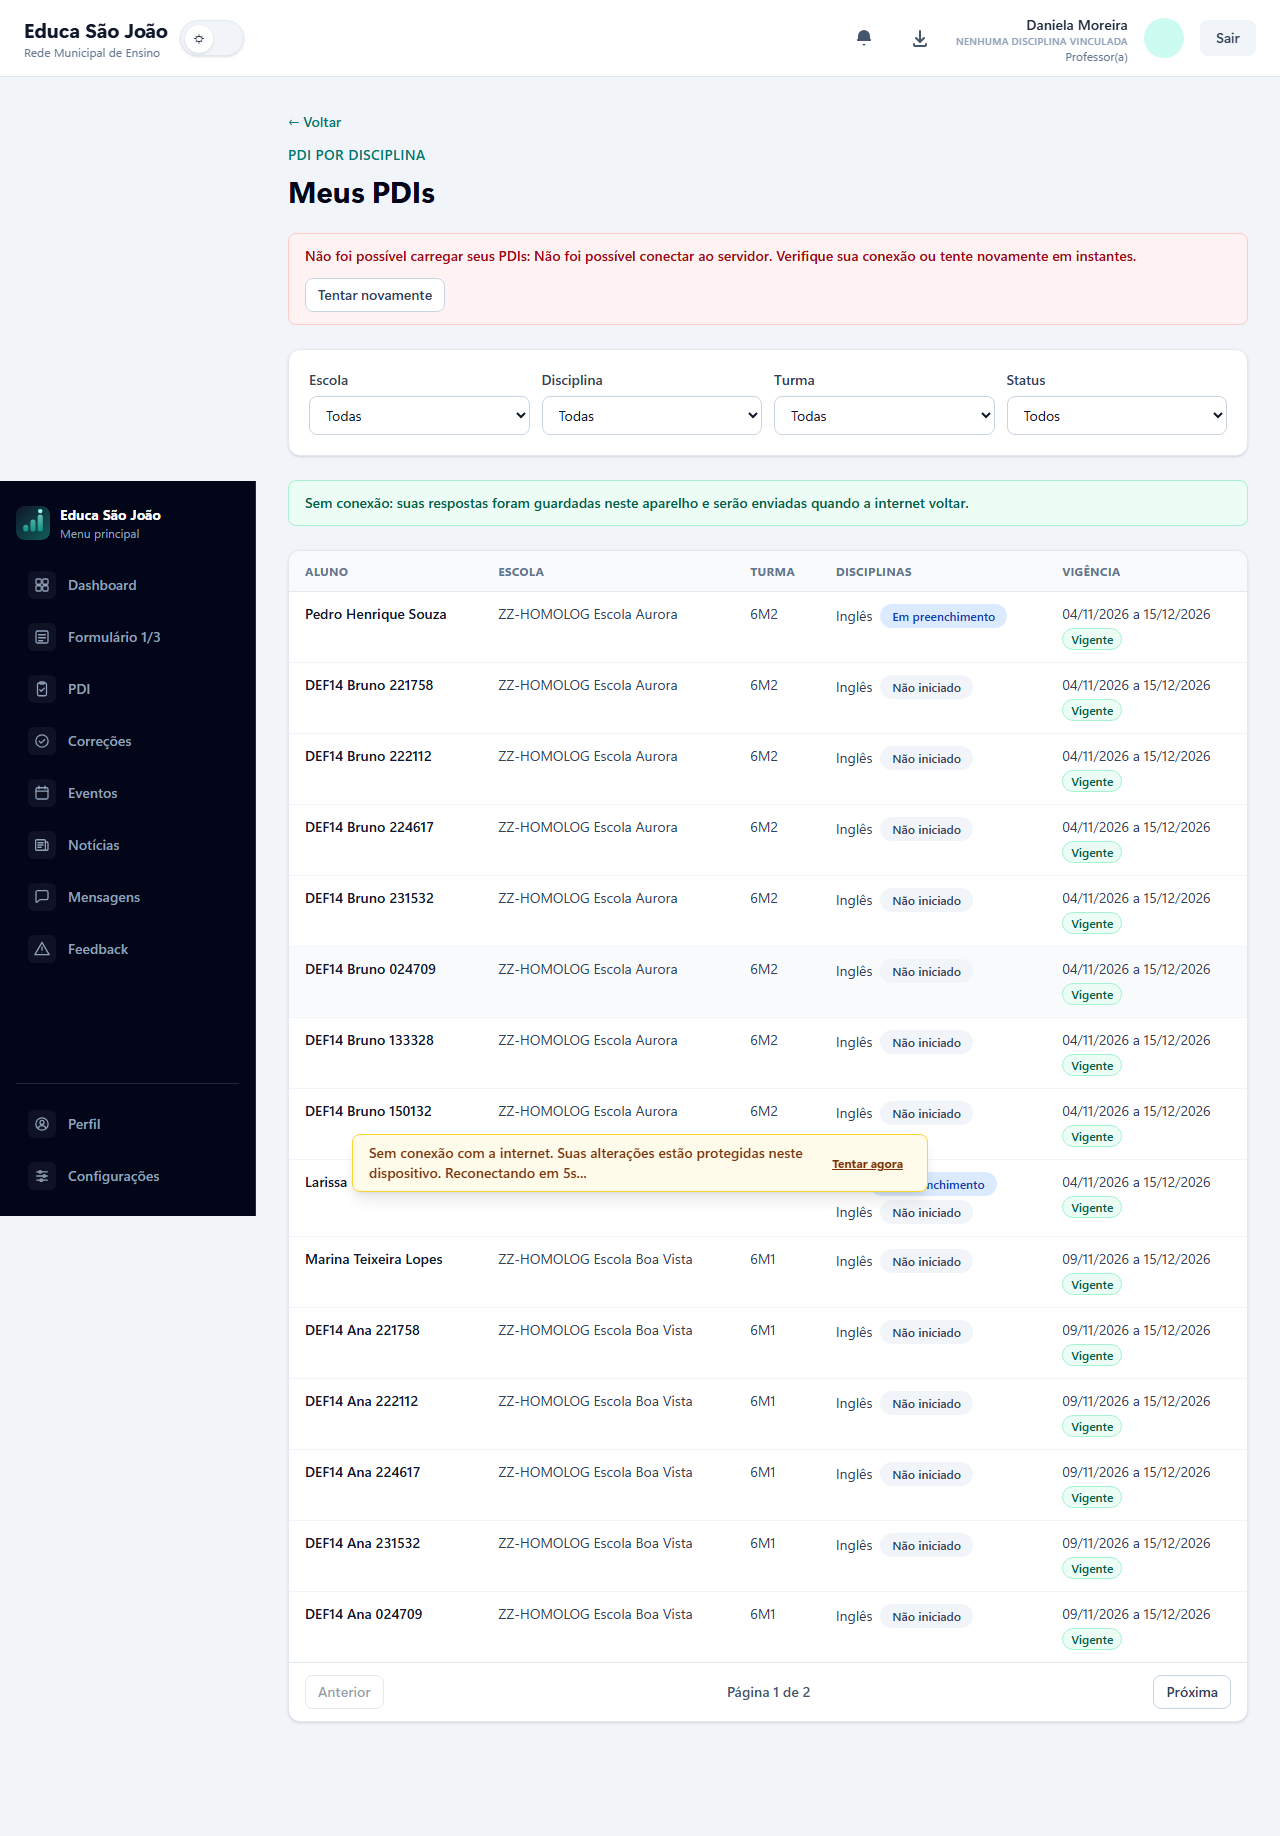 Educa São João
Rede Municipal de Ensino
Daniela Moreira
NENHUMA DISCIPLINA VINCULADA
Professor(a)
Sair
← Voltar
PDI POR DISCIPLINA
Meus PDIs
Não foi possível carregar seus PDIs: Não foi possível conectar ao servidor. Verifique sua conexão ou tente novamente em instantes.
Tentar novamente
Escola Disciplina Turma Status
Todas Todas Todas Todos
Sem conexão: suas respostas foram guardadas neste aparelho e serão enviadas quando a internet voltar.
Educa São João
Menu principal
Dashboard
Formulário 1/3
PDI
Correções
Eventos
Notícias
Mensagens
Feedback
Perfil
Configurações
ALUNO ESCOLA TURMA DISCIPLINAS VIGÊNCIA
Pedro Henrique Souza ZZ-HOMOLOG Escola Aurora 6M2 Inglês Em preenchimento 04/11/2026 a 15/12/2026
Vigente
DEF14 Bruno 221758 ZZ-HOMOLOG Escola Aurora 6M2 Inglês Não iniciado 04/11/2026 a 15/12/2026
Vigente
DEF14 Bruno 222112 ZZ-HOMOLOG Escola Aurora 6M2 Inglês Não iniciado 04/11/2026 a 15/12/2026
Vigente
DEF14 Bruno 224617 ZZ-HOMOLOG Escola Aurora 6M2 Inglês Não iniciado 04/11/2026 a 15/12/2026
Vigente
DEF14 Bruno 231532 ZZ-HOMOLOG Escola Aurora 6M2 Inglês Não iniciado 04/11/2026 a 15/12/2026
Vigente
DEF14 Bruno 024709 ZZ-HOMOLOG Escola Aurora 6M2 Inglês Não iniciado 04/11/2026 a 15/12/2026
Vigente
DEF14 Bruno 133328 ZZ-HOMOLOG Escola Aurora 6M2 Inglês Não iniciado 04/11/2026 a 15/12/2026
Vigente
DEF14 Bruno 150132 ZZ-HOMOLOG Escola Aurora 6M2 Inglês Não iniciado 04/11/2026 a 15/12/2026
Vigente
Sem conexão com a internet. Suas alterações estão protegidas neste
dispositivo. Reconectando em 5s...
Tentar agora
Larissa 04/11/2026 a 15/12/2026
Vigente
Inglês Não iniciado
Marina Teixeira Lopes ZZ-HOMOLOG Escola Boa Vista 6M1 Inglês Não iniciado 09/11/2026 a 15/12/2026
Vigente
DEF14 Ana 221758 ZZ-HOMOLOG Escola Boa Vista 6M1 Inglês Não iniciado 09/11/2026 a 15/12/2026
Vigente
DEF14 Ana 222112 ZZ-HOMOLOG Escola Boa Vista 6M1 Inglês Não iniciado 09/11/2026 a 15/12/2026
Vigente
DEF14 Ana 224617 ZZ-HOMOLOG Escola Boa Vista 6M1 Inglês Não iniciado 09/11/2026 a 15/12/2026
Vigente
DEF14 Ana 231532 ZZ-HOMOLOG Escola Boa Vista 6M1 Inglês Não iniciado 09/11/2026 a 15/12/2026
Vigente
DEF14 Ana 024709 ZZ-HOMOLOG Escola Boa Vista 6M1 Inglês Não iniciado 09/11/2026 a 15/12/2026
Vigente
Anterior Página 1 de 2 Próxima